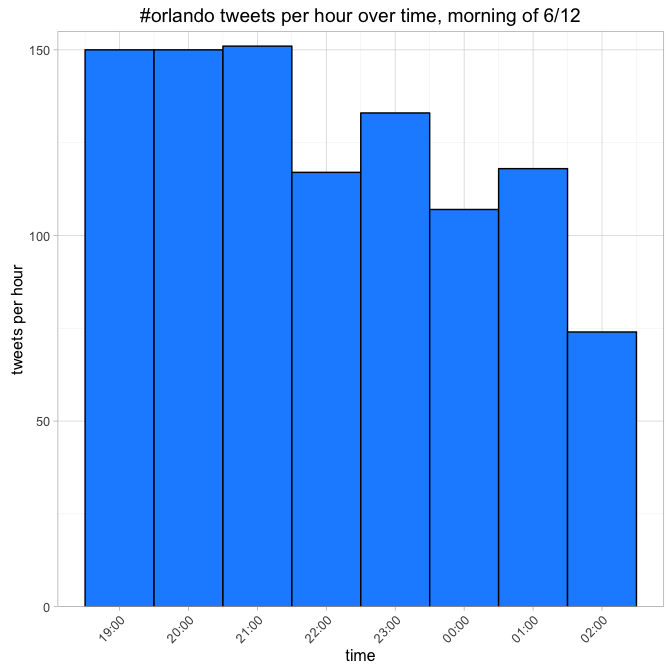 #orlando tweets per hour over time, morning of 6/12
150
100
50
0
tweets per hour
19:00 20:00 21:00 22:00 23:00 00:00 01:00 02:00
time